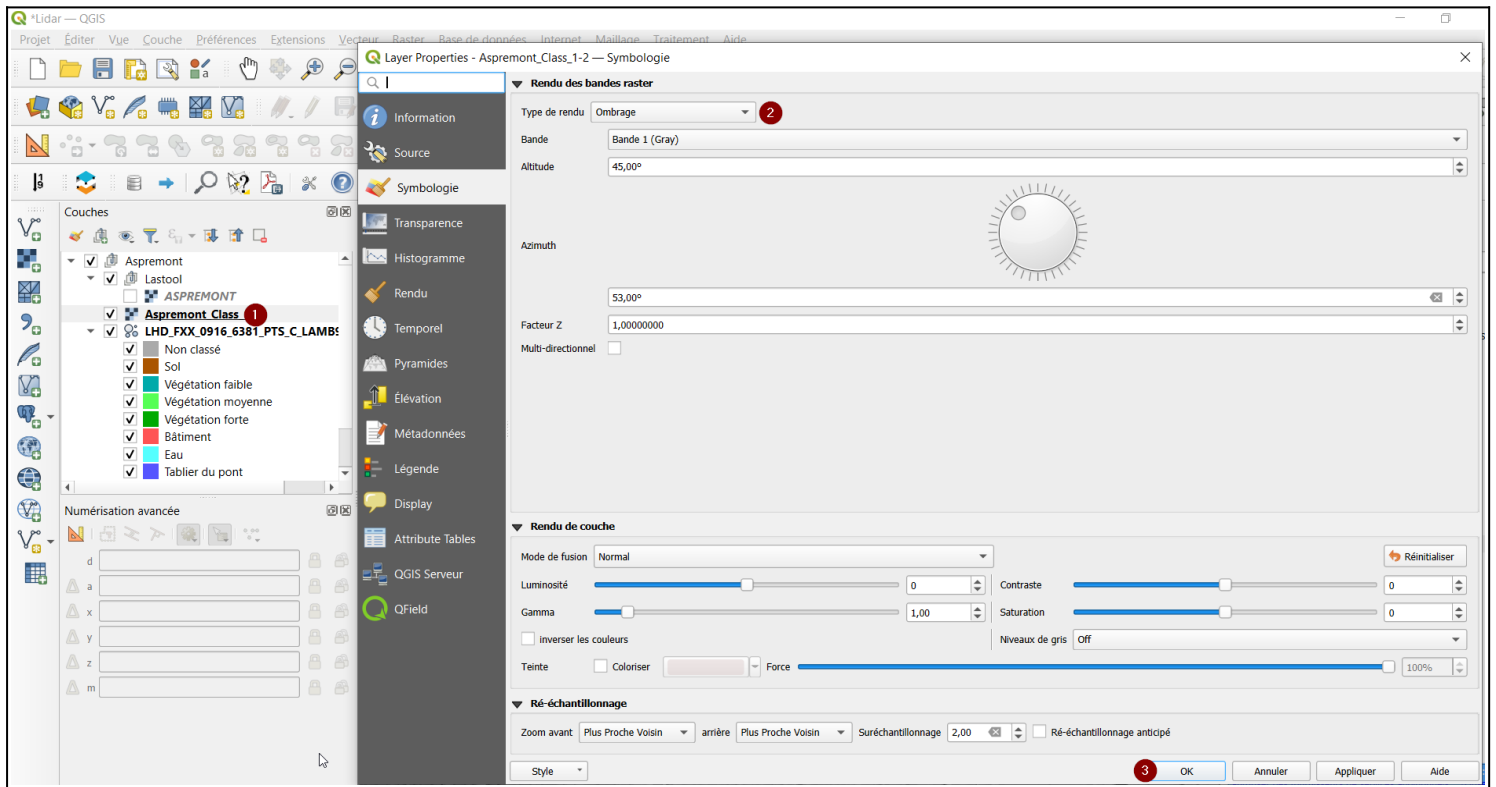 *Lidar — QGIS
Projet Éditer Vue Couche Préférences Extensions Vecteur Raster Base de données Internet Maillage Traitement Aide
Layer Properties - Aspremont_Class_1-2 — Symbologie
Information
Source
Symbologie
Transparence
Histogramme
Rendu
Temporel
Pyramides
Élévation
Métadonnées
Légende
Display
Attribute Tables
QGIS Serveur
QField
Couches
Aspremont
Lastool
ASPREMONT
Aspremont_Class_ 1
LHD_FXX_0916_6381_PTS_C_LAMB9
Non classé
Sol
Végétation faible
Végétation moyenne
Végétation forte
Bâtiment
Eau
Tablier du pont
Numérisation avancée
d
a
x
y
z
m
Rendu des bandes raster
Type de rendu Ombrage 2
Bande Bande 1 (Gray)
Altitude 45,00°
Azimuth
53,00°
Facteur Z 1,00000000
Multi-directionnel
Rendu de couche
Mode de fusion Normal Réinitialiser
Luminosité 0 Contraste 0
Gamma 1,00 Saturation 0
inverser les couleurs Niveaux de gris Off
Teinte Coloriser Force 100%
Ré-échantillonnage
Zoom avant Plus Proche Voisin arrière Plus Proche Voisin Suréchantillonnage 2,00 Ré-échantillonnage anticipé
Style 3 OK Annuler Appliquer Aide